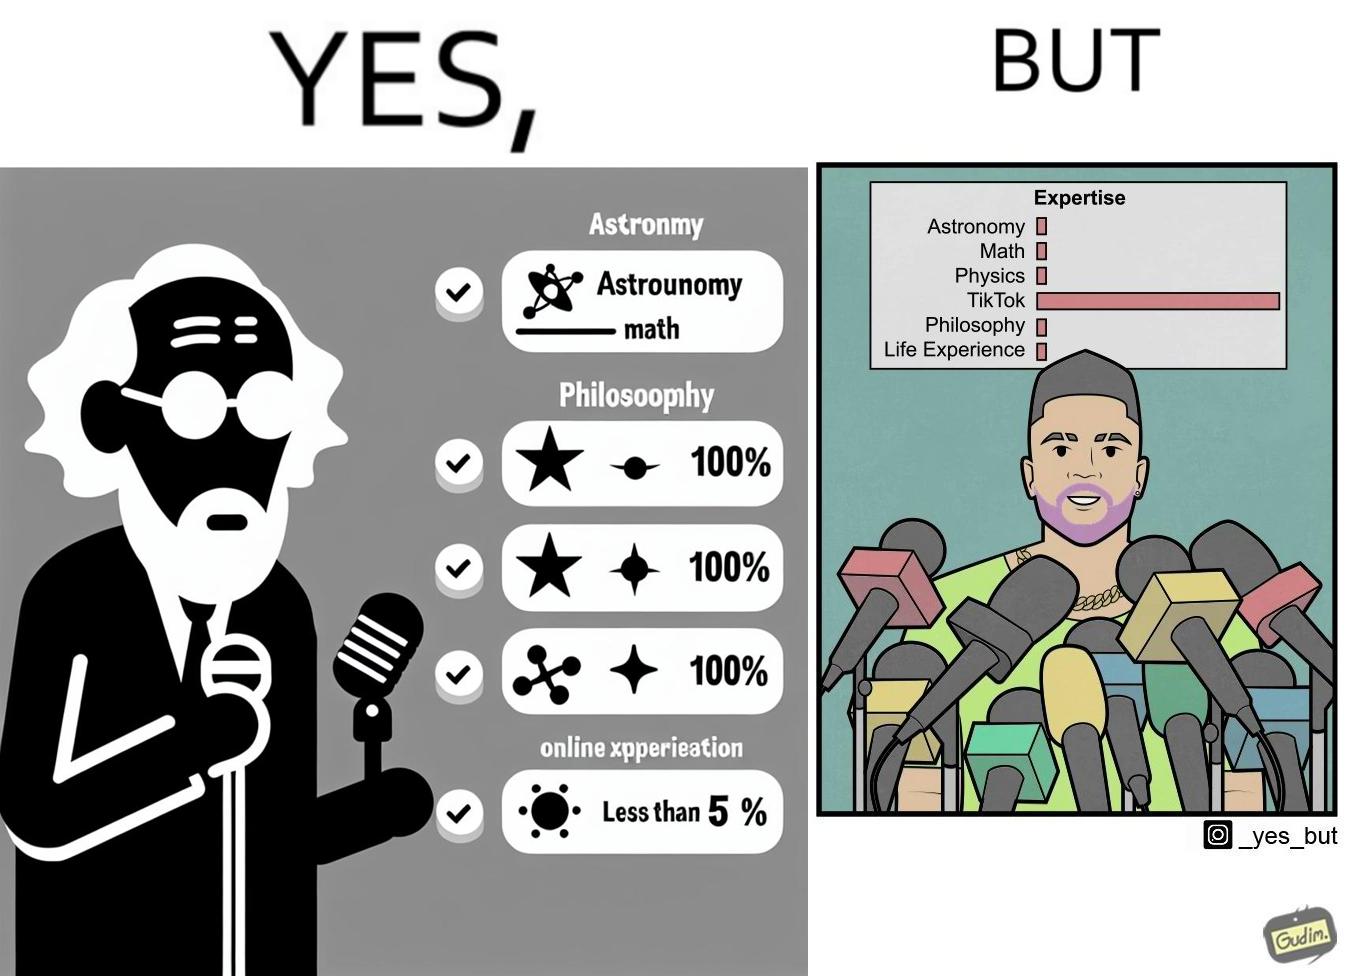 YES,
BUT
Astronmy
Astrounomy
math
Philosoophy
100%
100%
100%
online xpperieation
Less than 5 %
Expertise
Astronomy
Math
Physics
TikTok
Philosophy
Life Experience
_yes_but
Gudim.